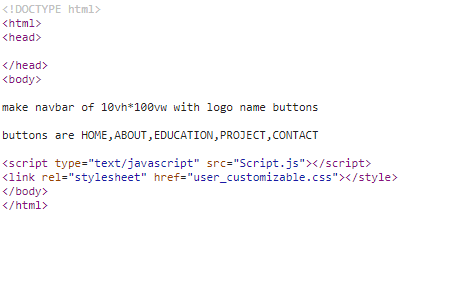 <!DOCTYPE html>
<html>
<head>
</head>
<body>
make navbar of 10vh*100vw with logo name buttons
buttons are HOME,ABOUT,EDUCATION,PROJECT,CONTACT
<script type="text/javascript" src="Script.js"></script>
<link rel="stylesheet" href="user_customizable.css"></style>
</body>
</html>